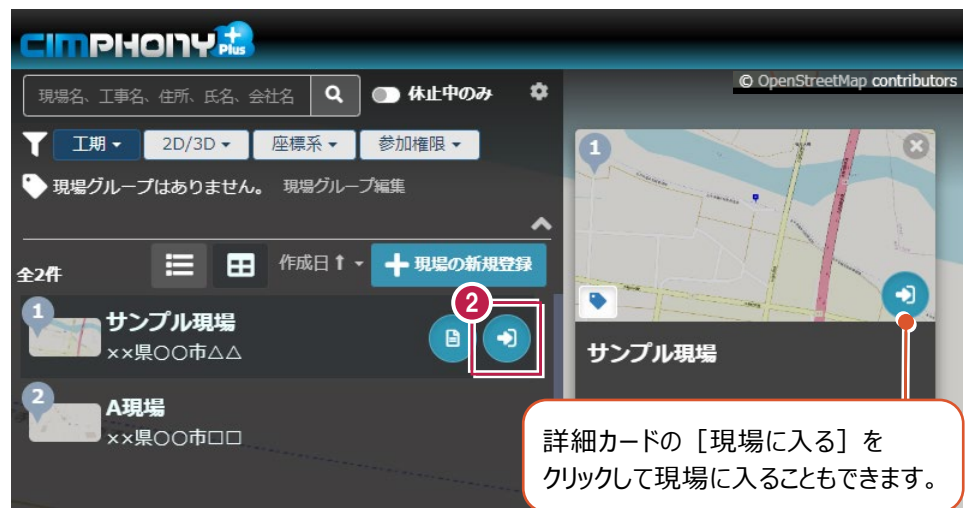 CIMPHONY Plus
© OpenStreetMap contributors
現場名、工事名、住所、氏名、会社名
休止中のみ
工期
2D/3D
座標系
参加権限
現場グループはありません。 現場グループ編集
全2件
作成日
現場の新規登録
1
サンプル現場
××県○○市△△
2
2
A現場
××県○○市□□
1
サンプル現場
詳細カードの［現場に入る］を
クリックして現場に入ることもできます。